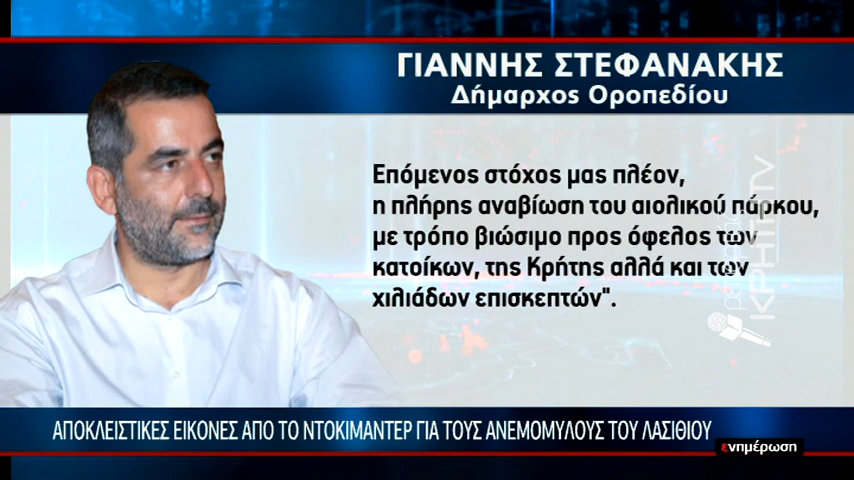 ΓΙΑΝΝΗΣ ΣΤΕΦΑΝΑΚΗΣ
Δήμαρχος Οροπεδίου
Επόμενος στόχος μας πλέον,
η πλήρης αναβίωση του αιολικού πάρκου,
με τρόπο βιώσιμο προς όφελος των
κατοίκων, της Κρήτης αλλά και των
χιλιάδων επισκεπτών".
ΚΡΗΤΗ TV
ΑΠΟΚΛΕΙΣΤΙΚΕΣ ΕΙΚΟΝΕΣ ΑΠΟ ΤΟ ΝΤΟΚΙΜΑΝΤΕΡ ΓΙΑ ΤΟΥΣ ΑΝΕΜΟΜΥΛΟΥΣ ΤΟΥ ΛΑΣΙΘΙΟΥ
ενημέρωση